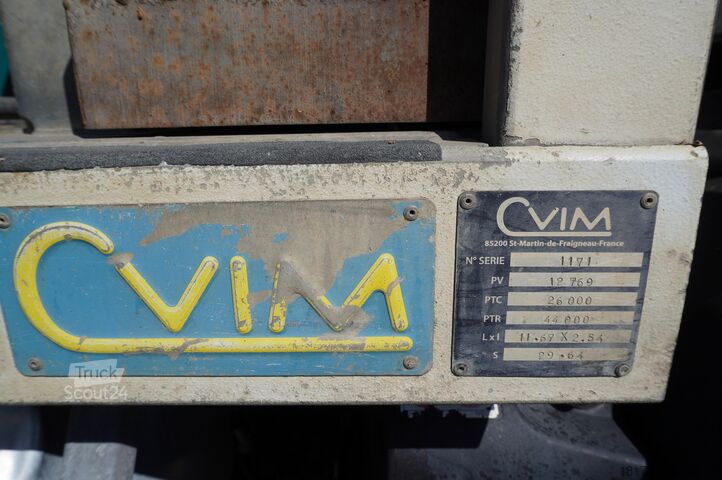 CVIM
CVIM
85200 St-Martin-de-Fraigneau-France
N° SERIE 1171
PV 12 769
PTC 26 000
PTR 44 000
L x l 11.67 X 2.54
S 29.64
Truck
Scout24
181